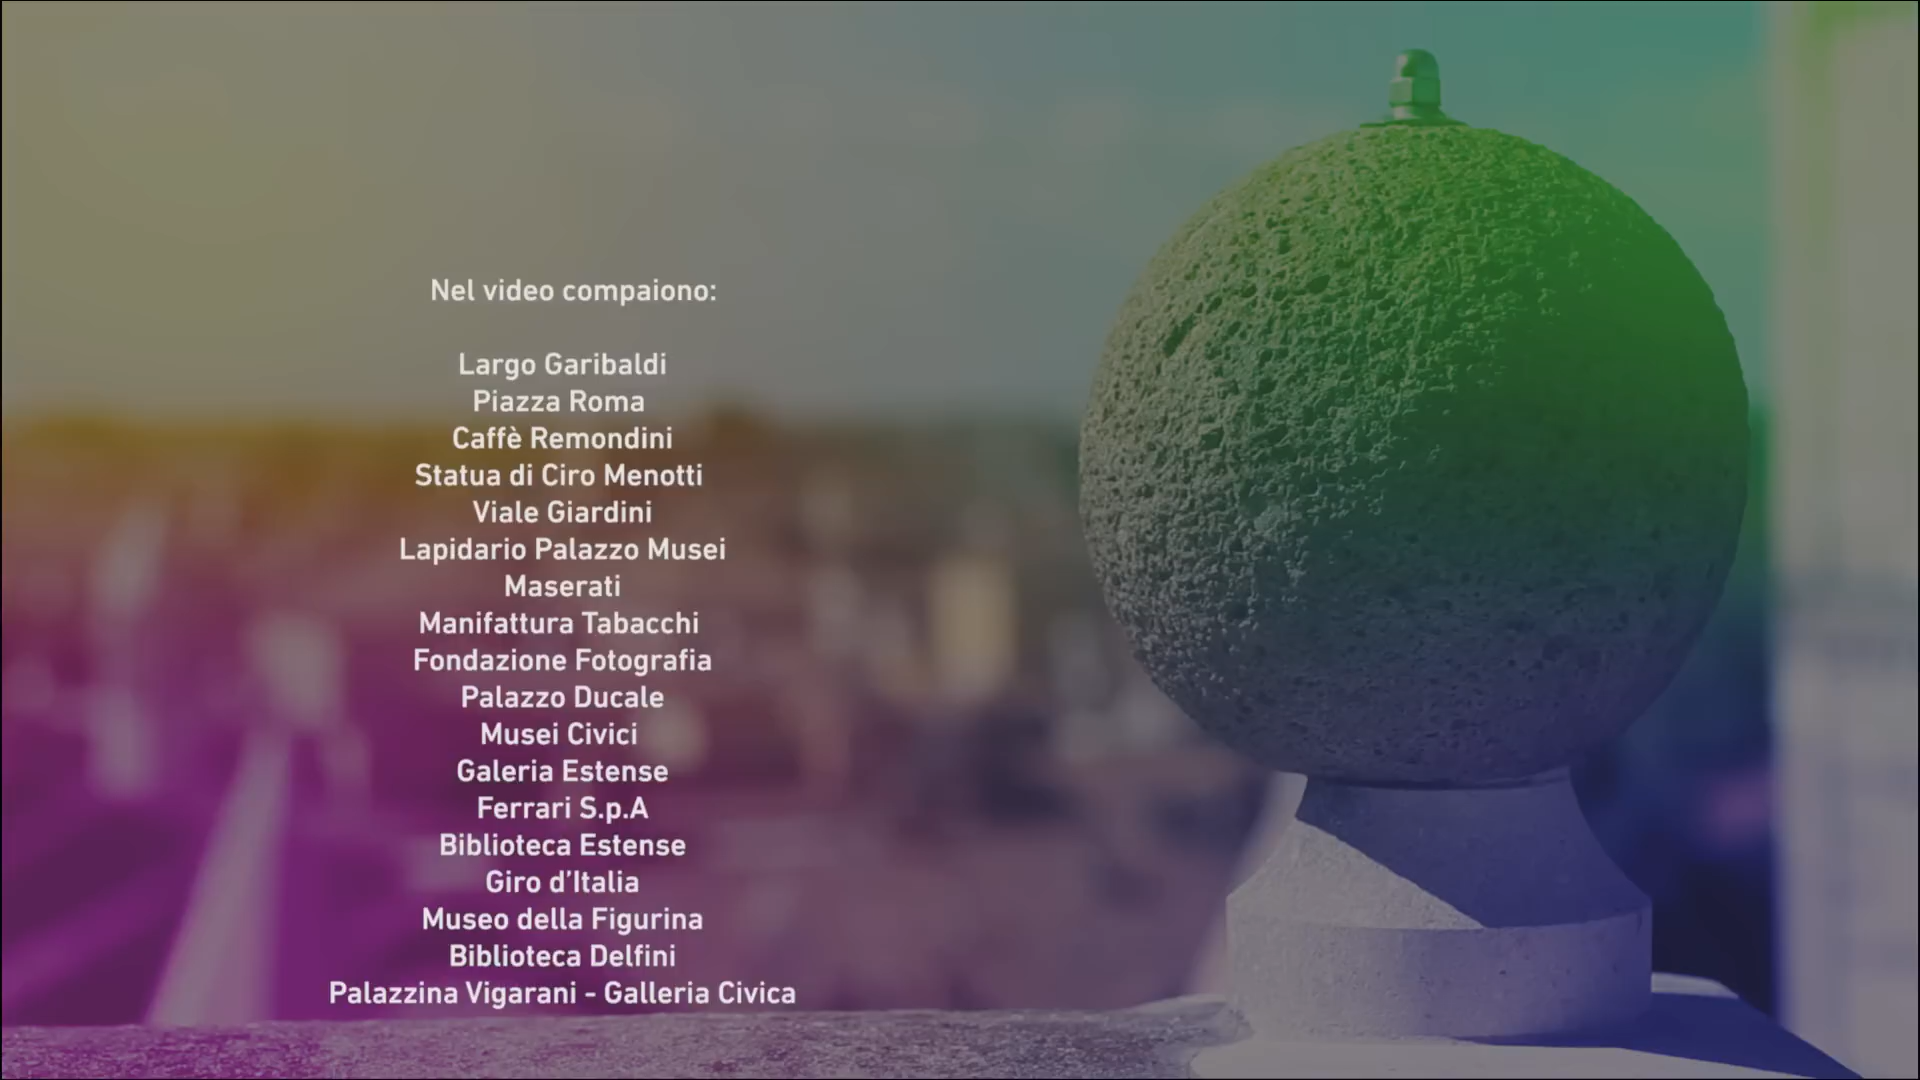 Nel video compaiono:
Largo Garibaldi
Piazza Roma
Caffè Remondini
Statua di Ciro Menotti
Viale Giardini
Lapidario Palazzo Musei
Maserati
Manifattura Tabacchi
Fondazione Fotografia
Palazzo Ducale
Musei Civici
Galeria Estense
Ferrari S.p.A
Biblioteca Estense
Giro d’Italia
Museo della Figurina
Biblioteca Delfini
Palazzina Vigarani - Galleria Civica